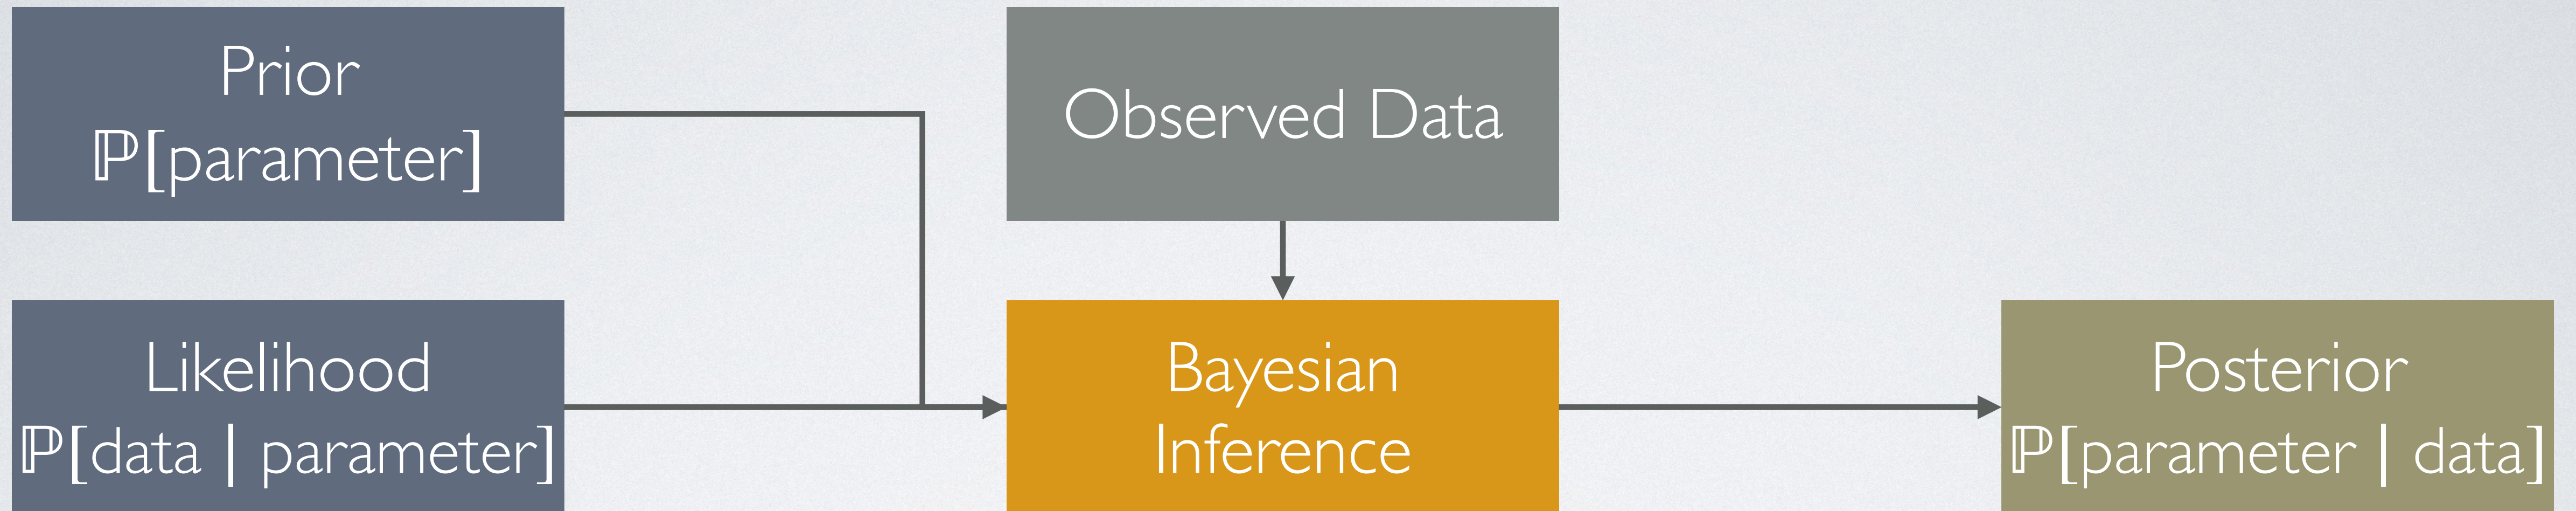 Prior
ℙ[parameter]
Observed Data
Likelihood
ℙ[data | parameter]
Bayesian
Inference
Posterior
ℙ[parameter | data]